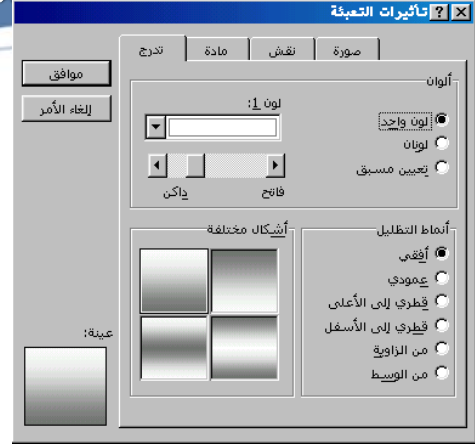 تأثيرات التعبئة
صورة
نقش
مادة
تدرج
موافق
إلغاء الأمر
ألوان
لون واحد
لونان
تعيين مسبق
لون 1:
فاتح
داكن
أنماط التظليل
أفقي
عمودي
قطري إلى الأعلى
قطري إلى الأسفل
من الزاوية
من الوسط
أشكال مختلفة
عينة: